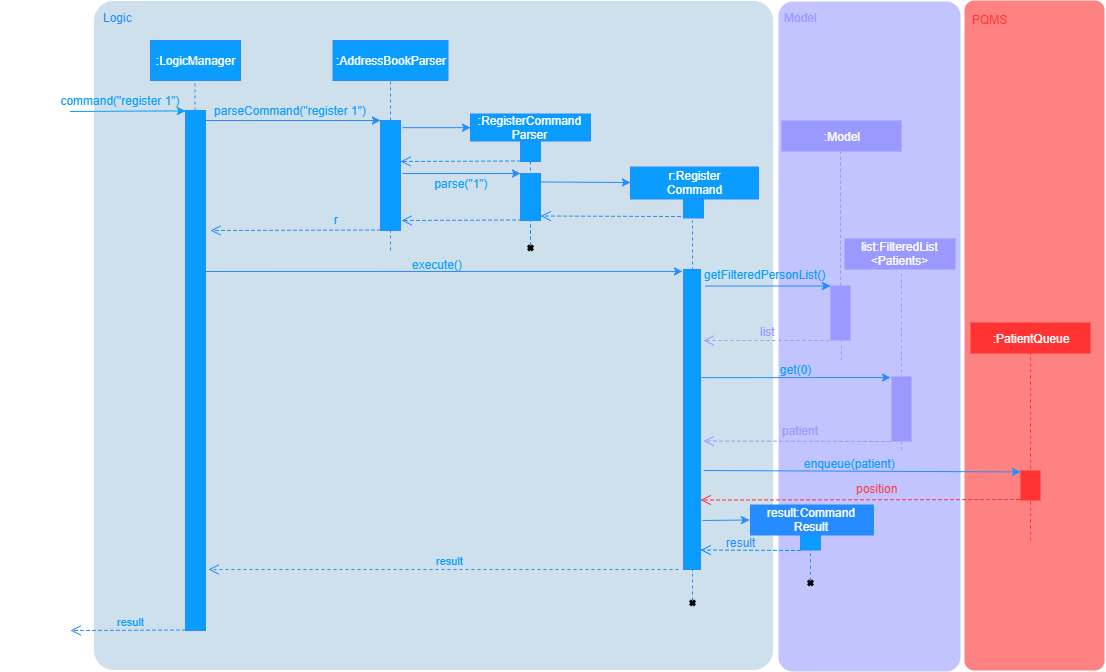 Logic
Model
PQMS
:LogicManager
:AddressBookParser
command("register 1")
parseCommand("register 1")
:RegisterCommand
Parser
:Model
parse("1")
r:Register
Command
r
list:FilteredList
<Patients>
execute()
getFilteredPersonList()
list
:PatientQueue
get(0)
patient
enqueue(patient)
position
result:Command
Result
result
result
result